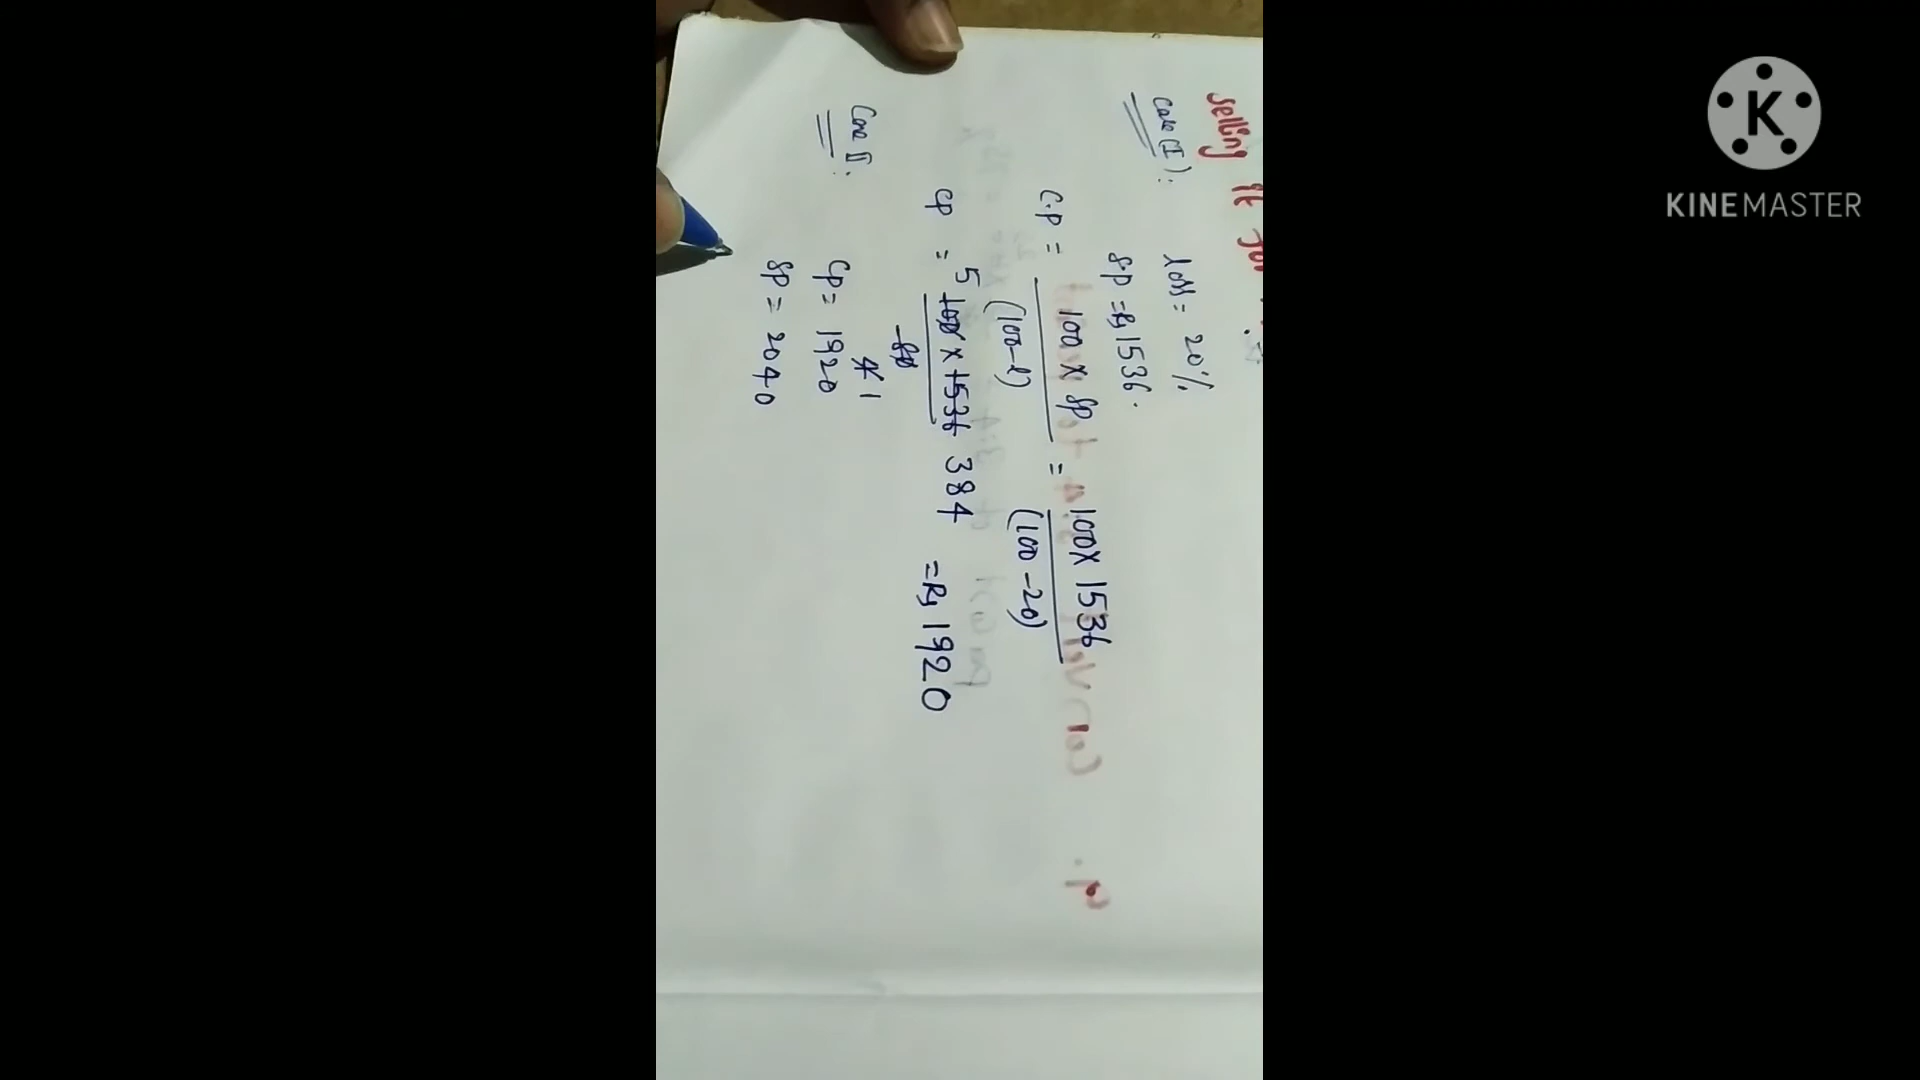 selling it for
Case (I):
loss = 20%
SP = Rs 1536.
C.P = 100 x SP = 100 X 1536
(100-l) (100-20)
CP = 5 100 X 1536 384 = Rs 1920
80
4 1
Case II:
CP = 1920
SP = 2040
K
KINEMASTER